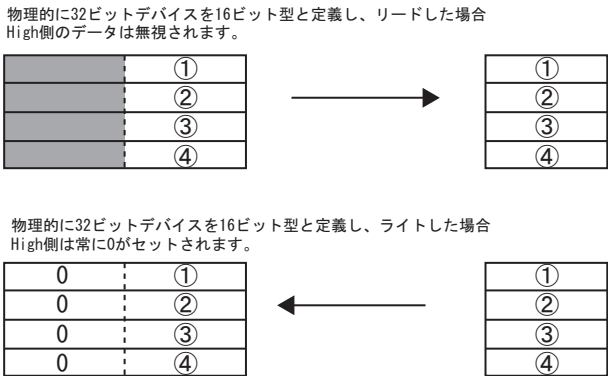 物理的に32ビットデバイスを16ビット型と定義し、リードした場合
High側のデータは無視されます。
① ①
② ②
③ ③
④ ④
物理的に32ビットデバイスを16ビット型と定義し、ライトした場合
High側は常に0がセットされます。
0 ① ①
0 ② ②
0 ③ ③
0 ④ ④